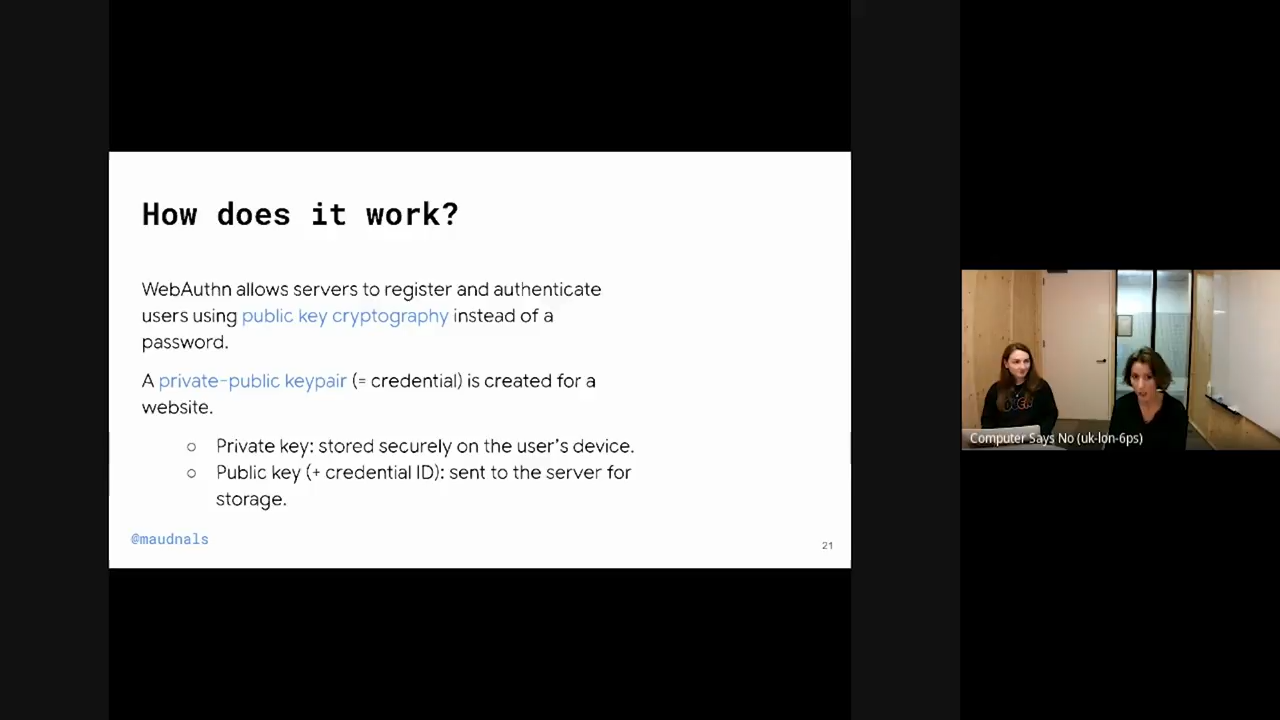 How does it work?
WebAuthn allows servers to register and authenticate
users using public key cryptography instead of a
password.
A private-public keypair (= credential) is created for a
website.
○ Private key: stored securely on the user's device.
○ Public key (+ credential ID): sent to the server for
storage.
@maudnals
21
Computer Says No (uk-lon-6ps)